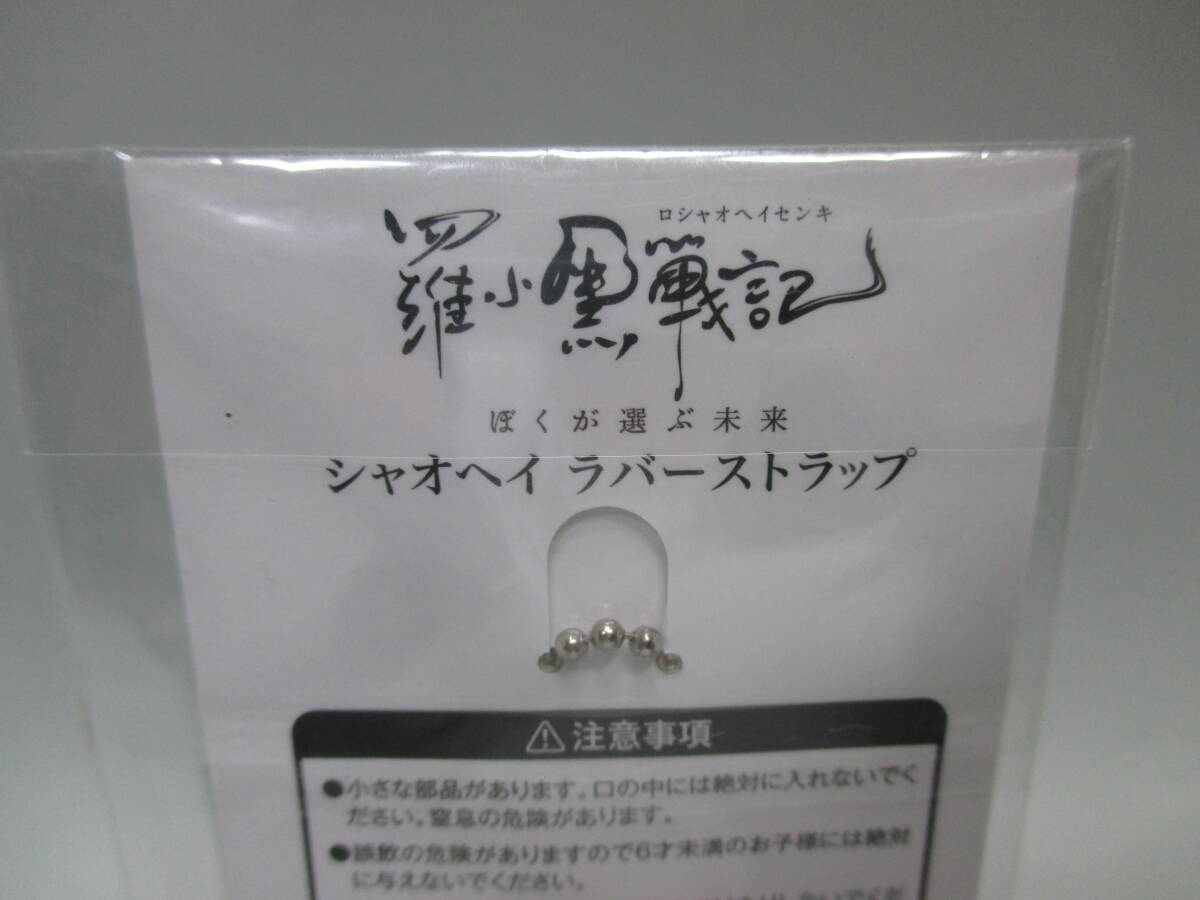 ロシャオヘイセンキ
羅小黒戰記
ぼくが選ぶ未来
シャオヘイ ラバーストラップ
⚠注意事項
●小さな部品があります。口の中には絶対に入れないでく
ださい。窒息の危険があります。
●誤飲の危険がありますので6才未満のお子様には絶対
に与えないでください。